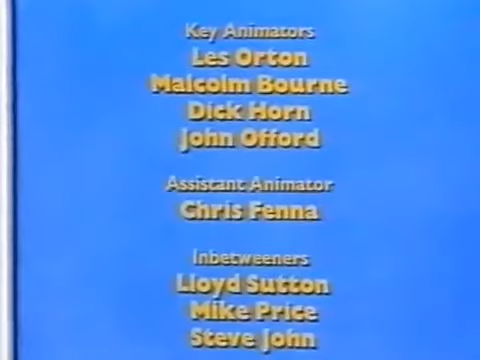 Key Animators
Les Orton
Malcolm Bourne
Dick Horn
John Offord
Assistant Animator
Chris Fenna
Inbetweeners
Lloyd Sutton
Mike Price
Steve John